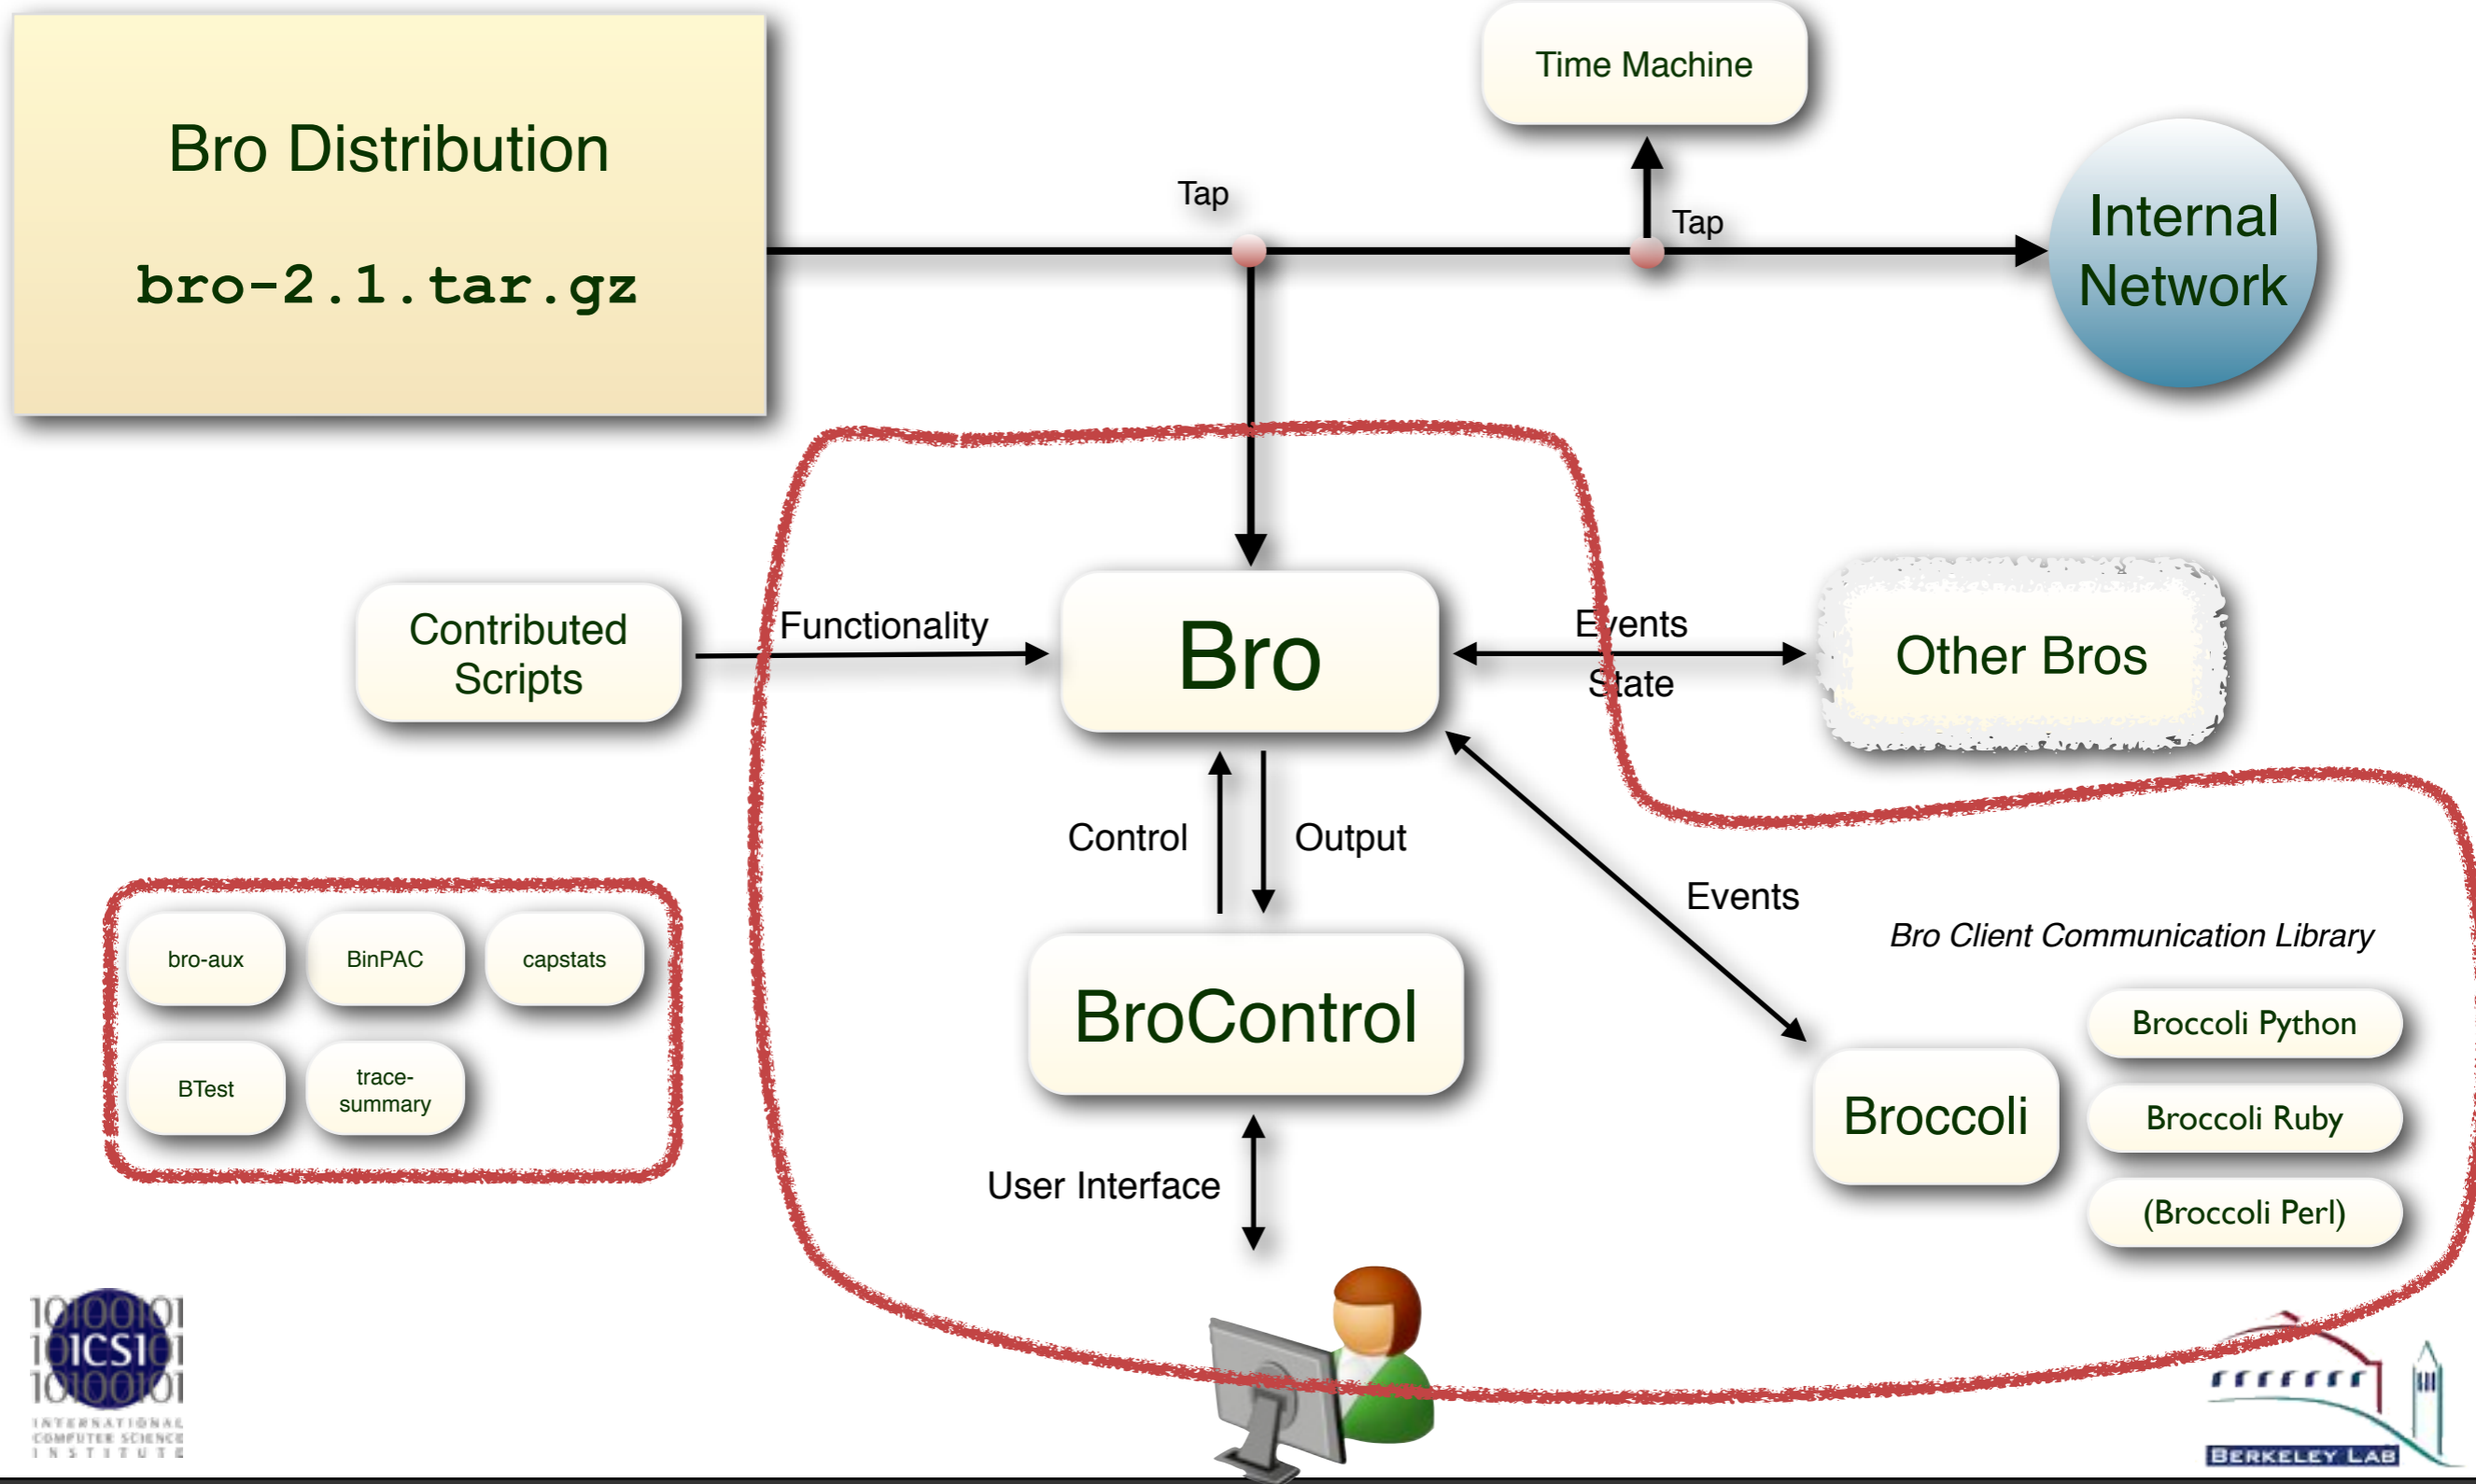 Time Machine
Bro Distribution
bro-2.1.tar.gz
Tap
Tap
Internal
Network
Contributed
Scripts
Functionality
Bro
Events
State
Other Bros
Control
Output
Events
Bro Client Communication Library
bro-aux
BinPAC
capstats
BTest
trace-
summary
BroControl
Broccoli
Broccoli Python
Broccoli Ruby
(Broccoli Perl)
User Interface
10100101
ICSI
10100101
INTERNATIONAL
COMPUTER SCIENCE
INSTITUTE
BERKELEY LAB